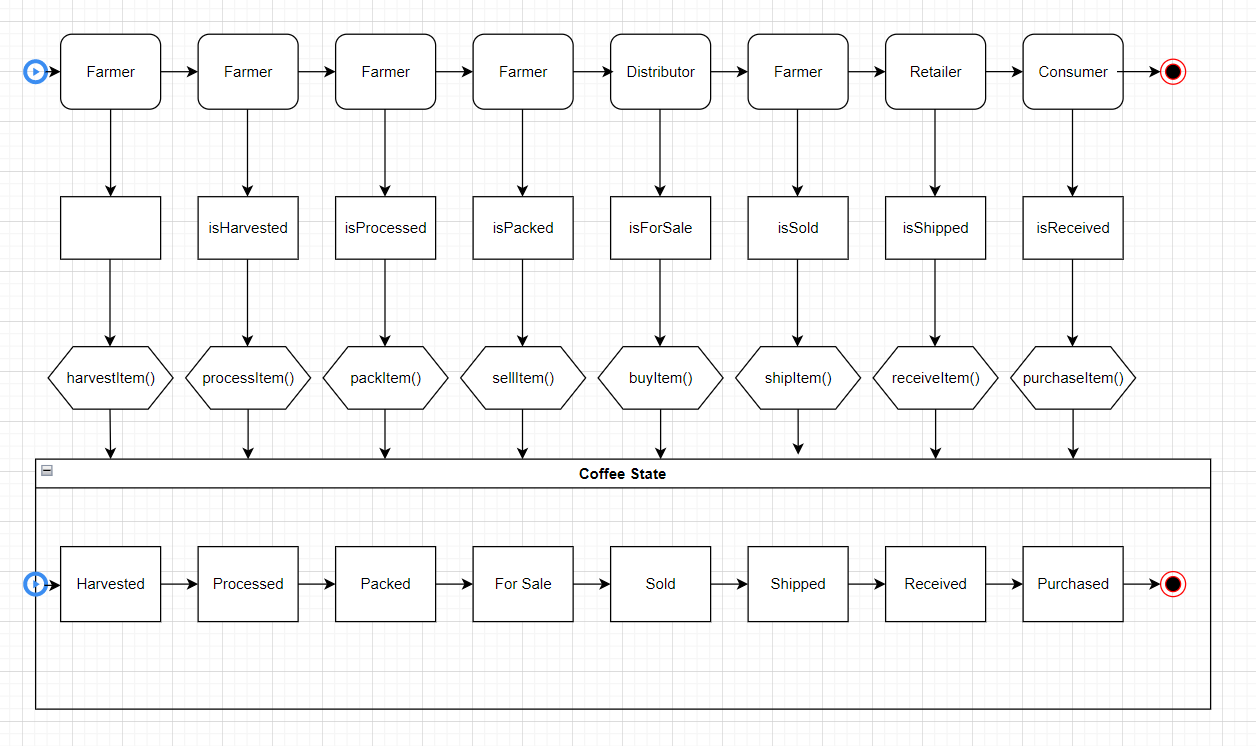 Farmer
Farmer
Farmer
Farmer
Distributor
Farmer
Retailer
Consumer
isHarvested
isProcessed
isPacked
isForSale
isSold
isShipped
isReceived
harvestItem()
processItem()
packItem()
sellItem()
buyItem()
shipItem()
receiveItem()
purchaseItem()
Coffee State
Harvested
Processed
Packed
For Sale
Sold
Shipped
Received
Purchased